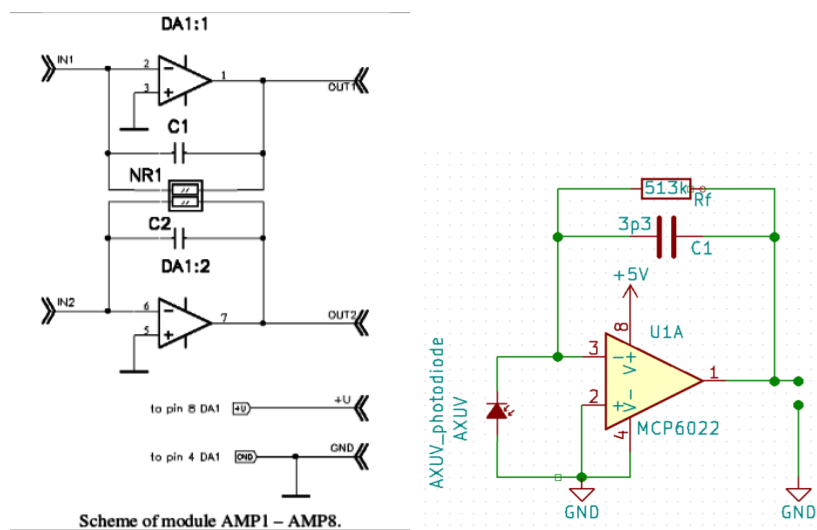 DA1:1
IN1
2
1
3
OUT1
C1
NR1
C2
DA1:2
IN2
6
7
5
OUT2
to pin 8 DA1
+U
+U
to pin 4 DA1
GND
GND
Scheme of module AMP1 – AMP8.
513k
Rf
3p3
C1
+5V
8
U1A
3
V+
1
2
V-
4
MCP6022
AXUV_photodiode
AXUV
GND
GND